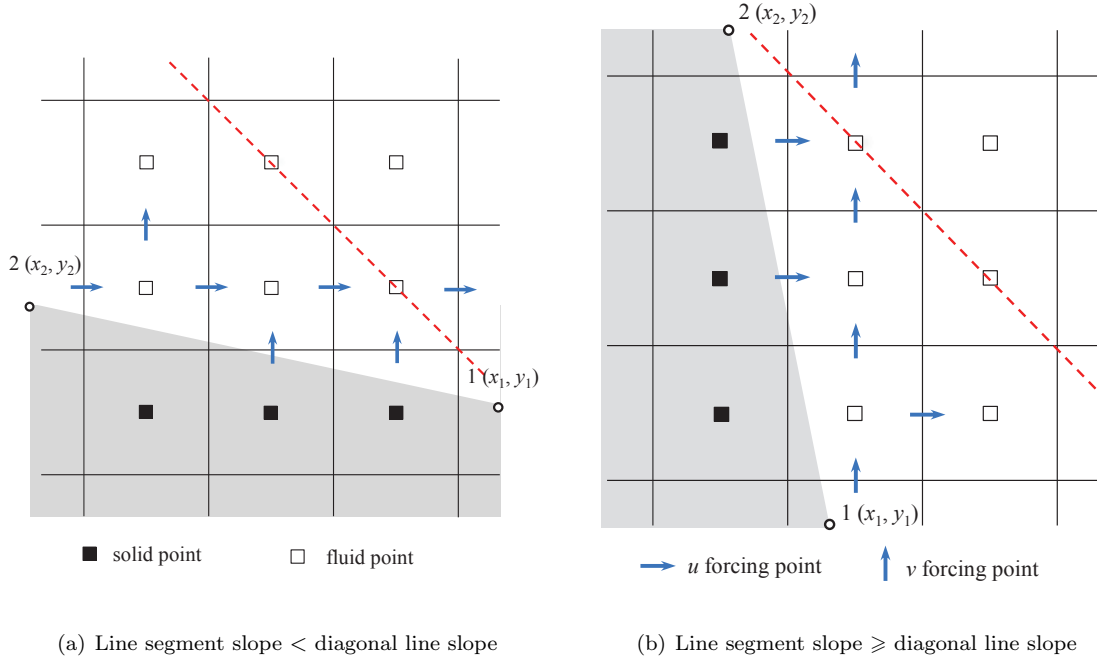 2 (x₂, y₂)
1 (x₁, y₁)
■ solid point □ fluid point
(a) Line segment slope < diagonal line slope
2 (x₂, y₂)
1 (x₁, y₁)
u forcing point v forcing point
(b) Line segment slope ⩾ diagonal line slope